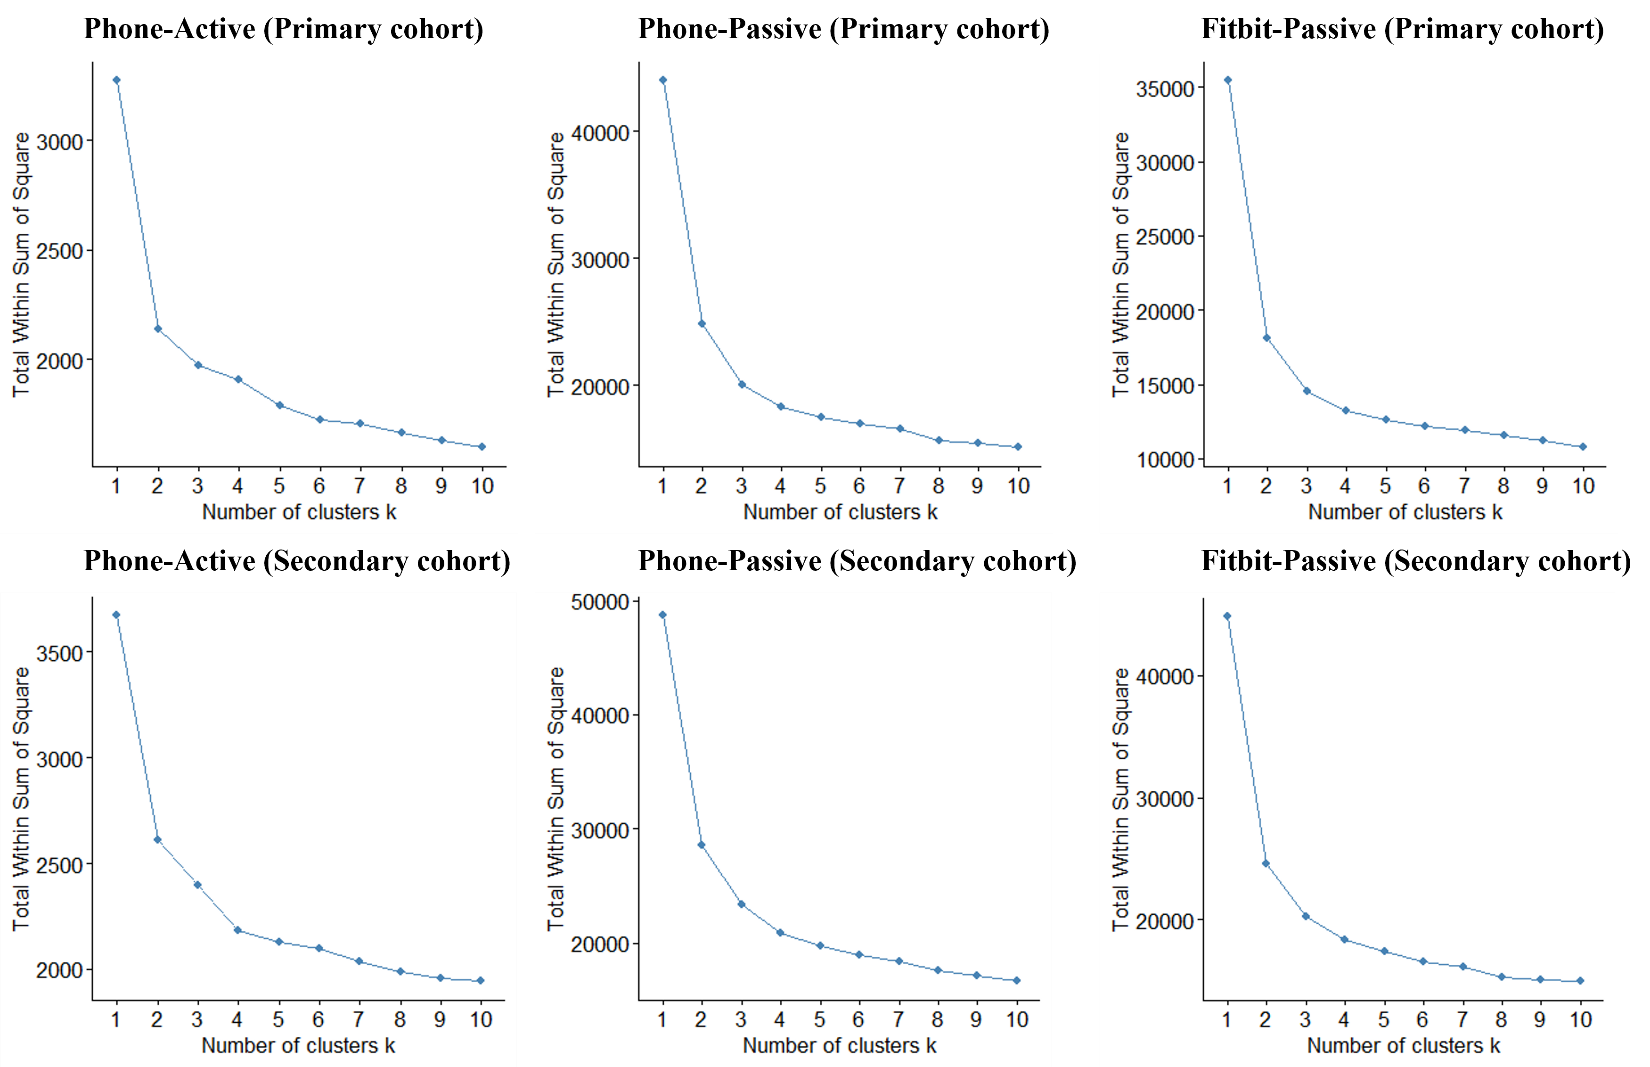 Phone-Active (Primary cohort)
Total Within Sum of Square
3000
2500
2000
1 2 3 4 5 6 7 8 9 10
Number of clusters k
Phone-Passive (Primary cohort)
Total Within Sum of Square
40000
30000
20000
1 2 3 4 5 6 7 8 9 10
Number of clusters k
Fitbit-Passive (Primary cohort)
Total Within Sum of Square
35000
30000
25000
20000
15000
10000
1 2 3 4 5 6 7 8 9 10
Number of clusters k
Phone-Active (Secondary cohort)
Total Within Sum of Square
3500
3000
2500
2000
1 2 3 4 5 6 7 8 9 10
Number of clusters k
Phone-Passive (Secondary cohort)
Total Within Sum of Square
50000
40000
30000
20000
1 2 3 4 5 6 7 8 9 10
Number of clusters k
Fitbit-Passive (Secondary cohort)
Total Within Sum of Square
40000
30000
20000
1 2 3 4 5 6 7 8 9 10
Number of clusters k